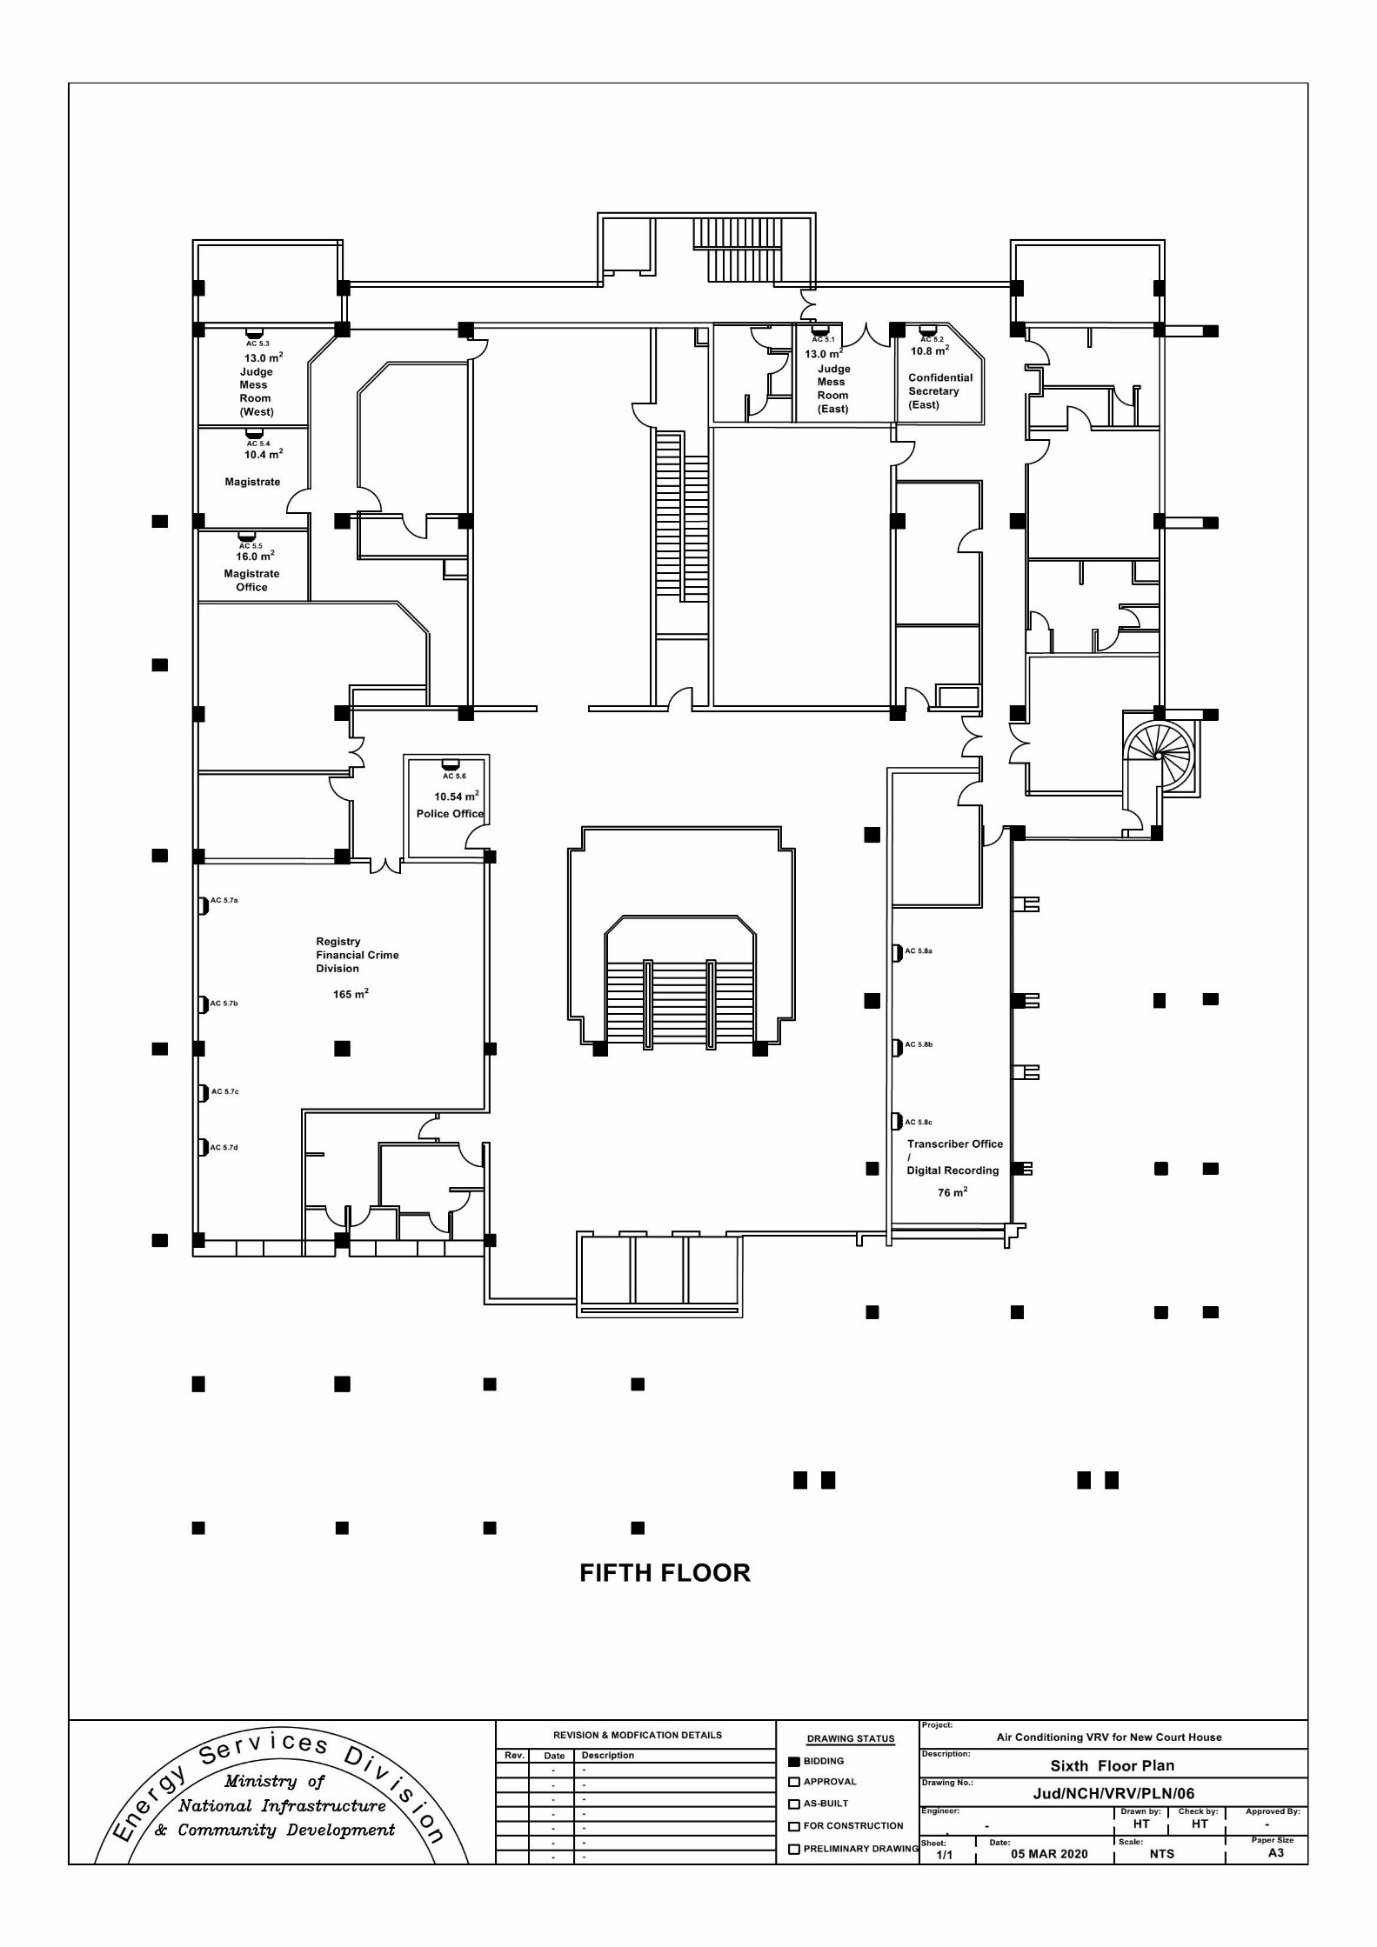 AC 5.3
13.0 m²
Judge
Mess
Room
(West)
AC 5.4
10.4 m²
Magistrate
AC 5.5
16.0 m²
Magistrate
Office
AC 5.1
13.0 m²
Judge
Mess
Room
(East)
AC 5.2
10.8 m²
Confidential
Secretary
(East)
AC 5.6
10.54 m²
Police Office
AC 5.7a
AC 5.7b
AC 5.7c
AC 5.7d
Registry
Financial Crime
Division
165 m²
AC 5.8a
AC 5.8b
AC 5.8c
Transcriber Office
/
Digital Recording
76 m²
FIFTH FLOOR
Energy Services Division
Ministry of
National Infrastructure
& Community Development
REVISION & MODFICATION DETAILS
Rev. Date Description
- -
- -
- -
- -
- -
- -
- -
DRAWING STATUS
BIDDING
APPROVAL
AS-BUILT
FOR CONSTRUCTION
PRELIMINARY DRAWING
Project:
Air Conditioning VRV for New Court House
Description:
Sixth Floor Plan
Drawing No.:
Jud/NCH/VRV/PLN/06
Engineer:
-
Drawn by:
HT
Check by:
HT
Approved By:
-
Sheet:
1/1
Date:
05 MAR 2020
Scale:
NTS
Paper Size
A3